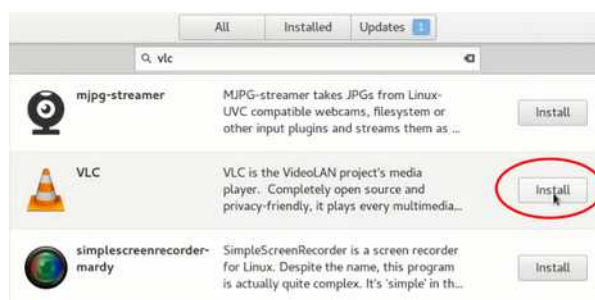 All Installed Updates 1
vlc
mjpg-streamer
MJPG-streamer takes JPGs from Linux-
UVC compatible webcams, filesystem or
other input plugins and streams them as ...
Install
VLC
VLC is the VideoLAN project's media
player. Completely open source and
privacy-friendly, it plays every multimedia...
Install
simplescreenrecorder-
mardy
SimpleScreenRecorder is a screen recorder
for Linux. Despite the name, this program
is actually quite complex. It's 'simple' in th...
Install